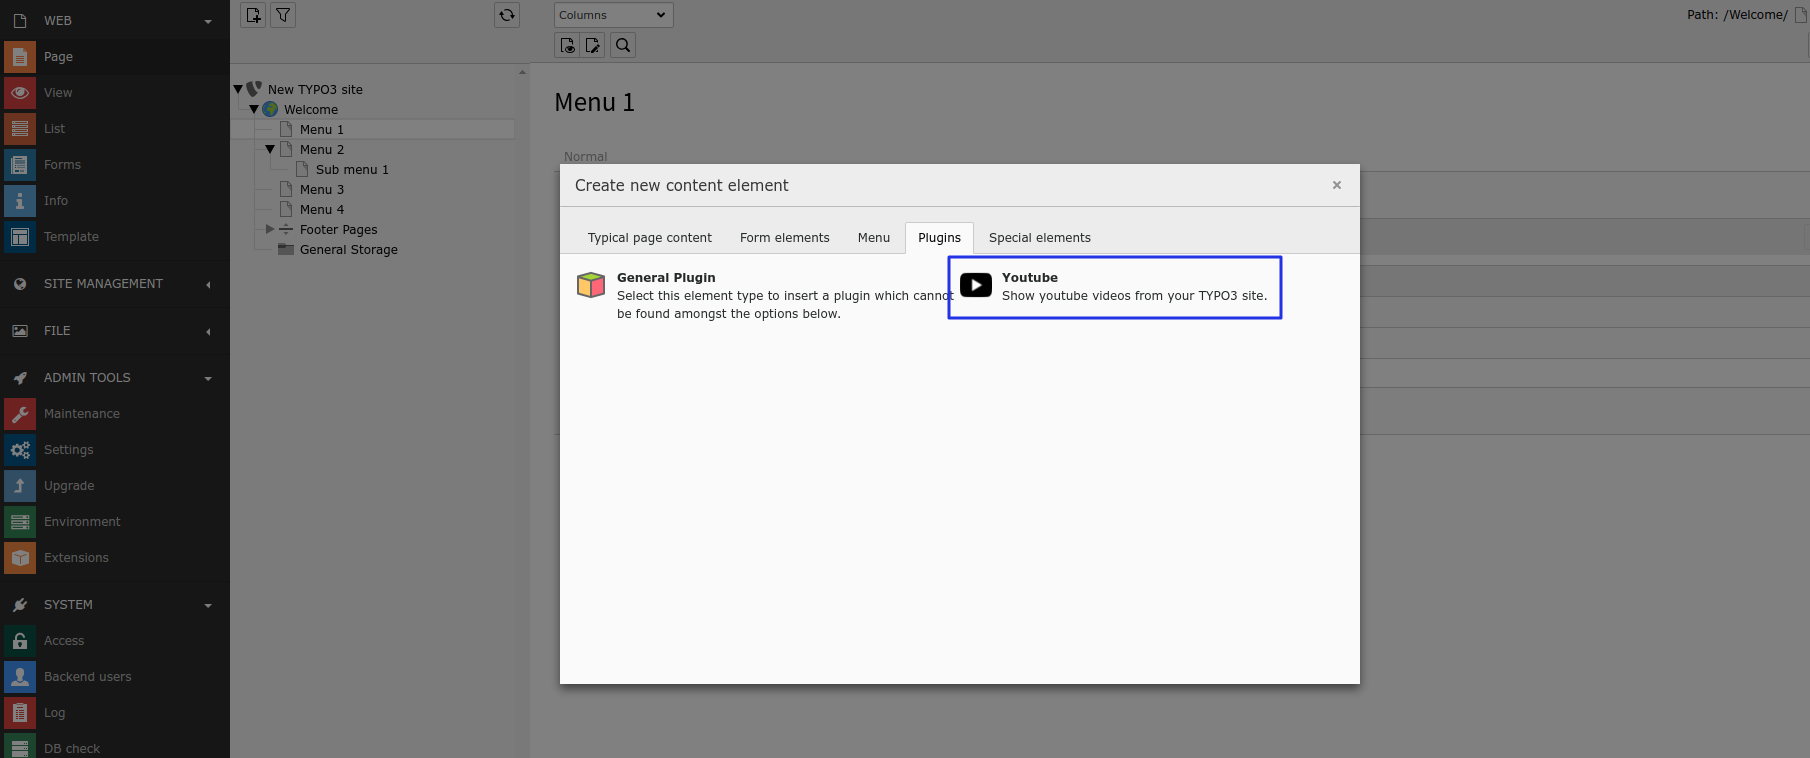 WEB
Page
View
List
Forms
Info
Template
SITE MANAGEMENT
FILE
ADMIN TOOLS
Maintenance
Settings
Upgrade
Environment
Extensions
SYSTEM
Access
Backend users
Log
DB check
New TYPO3 site
Welcome
Menu 1
Menu 2
Sub menu 1
Menu 3
Menu 4
Footer Pages
General Storage
Columns
Path: /Welcome/
Menu 1
Normal
Create new content element
×
Typical page content Form elements Menu Plugins Special elements
General Plugin
Select this element type to insert a plugin which cannot
be found amongst the options below.
Youtube
Show youtube videos from your TYPO3 site.